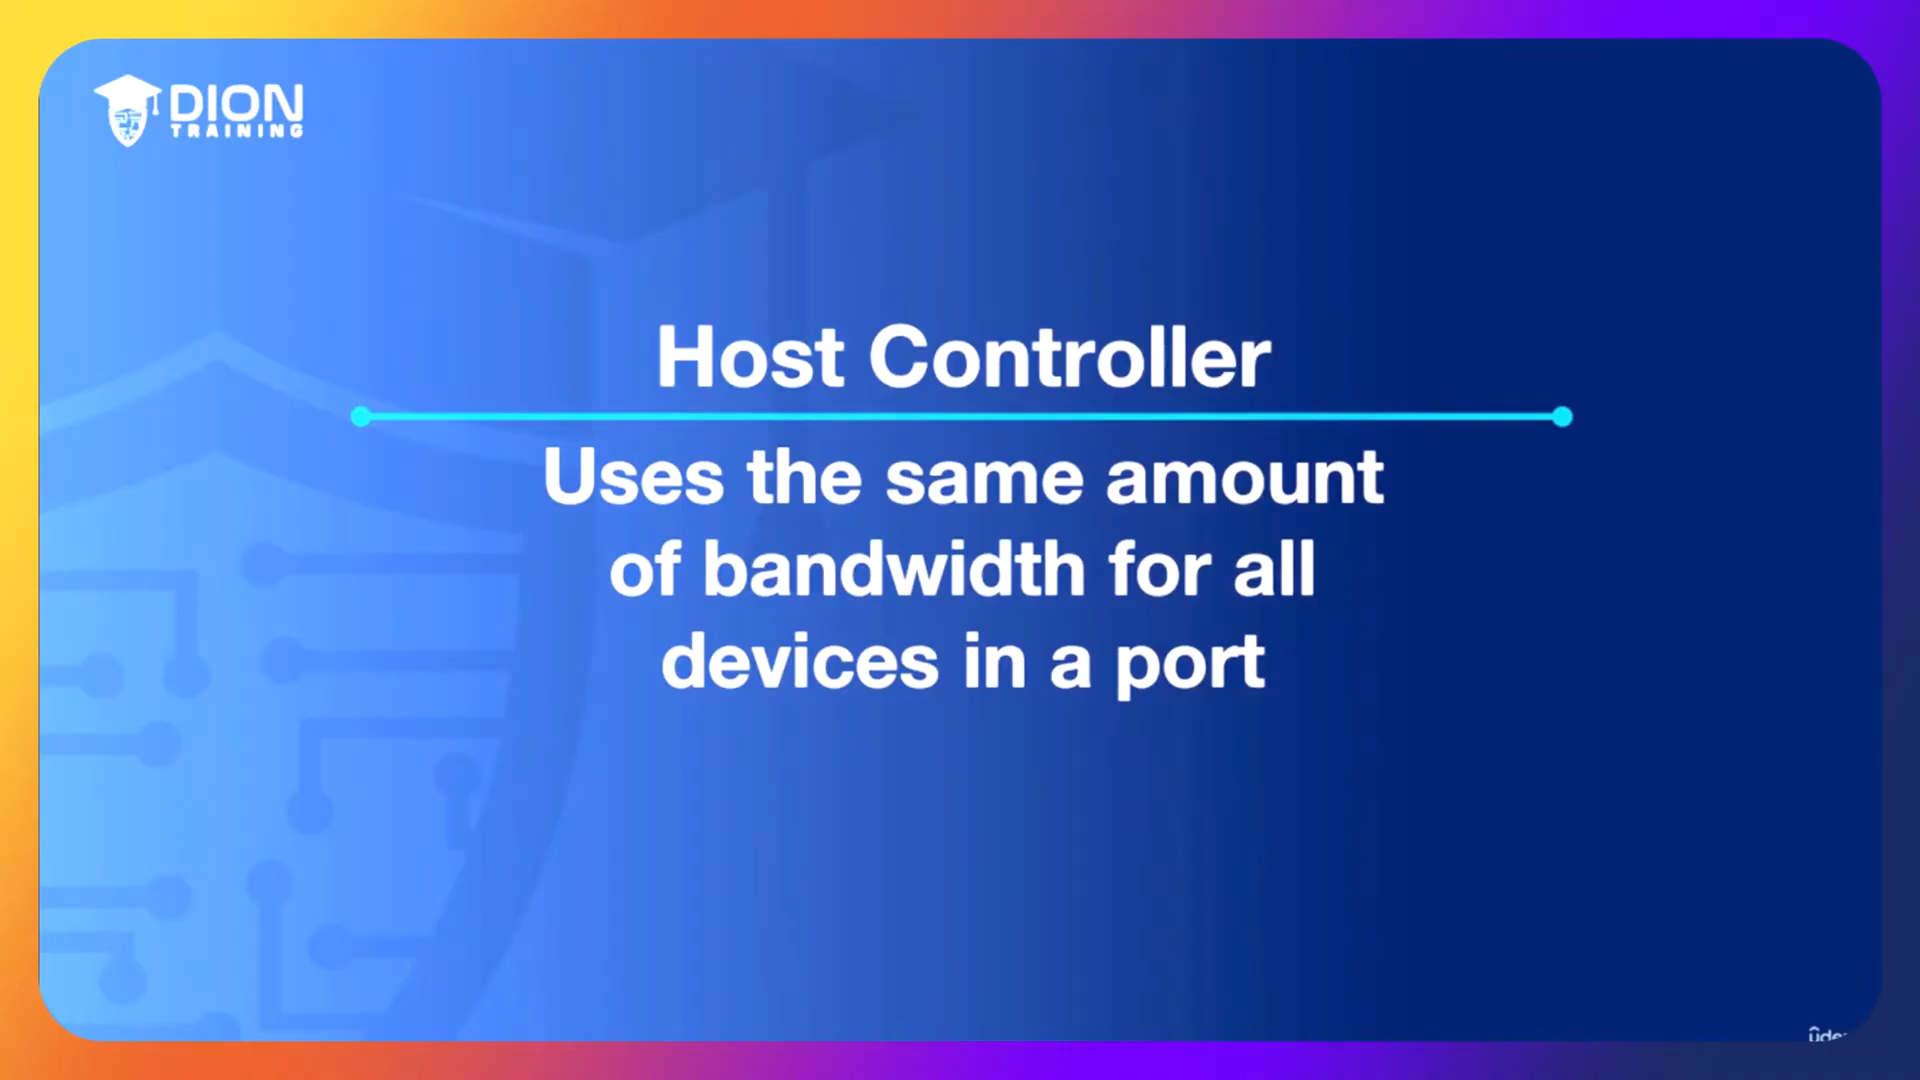 DION
TRAINING
Host Controller
Uses the same amount
of bandwidth for all
devices in a port